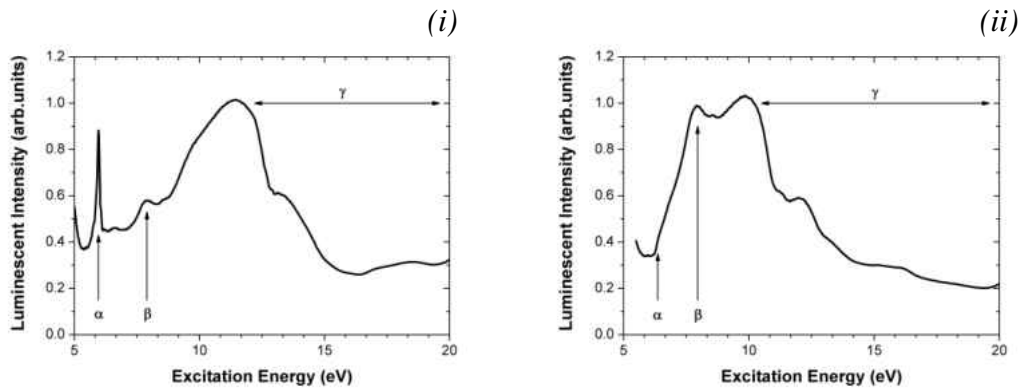 (i)
1.2
1.0
0.8
0.6
0.4
0.2
0.0
Luminescent Intensity (arb.units)
γ
α
β
5 10 15 20
Excitation Energy (eV)
(ii)
1.2
1.0
0.8
0.6
0.4
0.2
0.0
Luminescent Intensity (arb.units)
γ
α
β
5 10 15 20
Excitation Energy (eV)